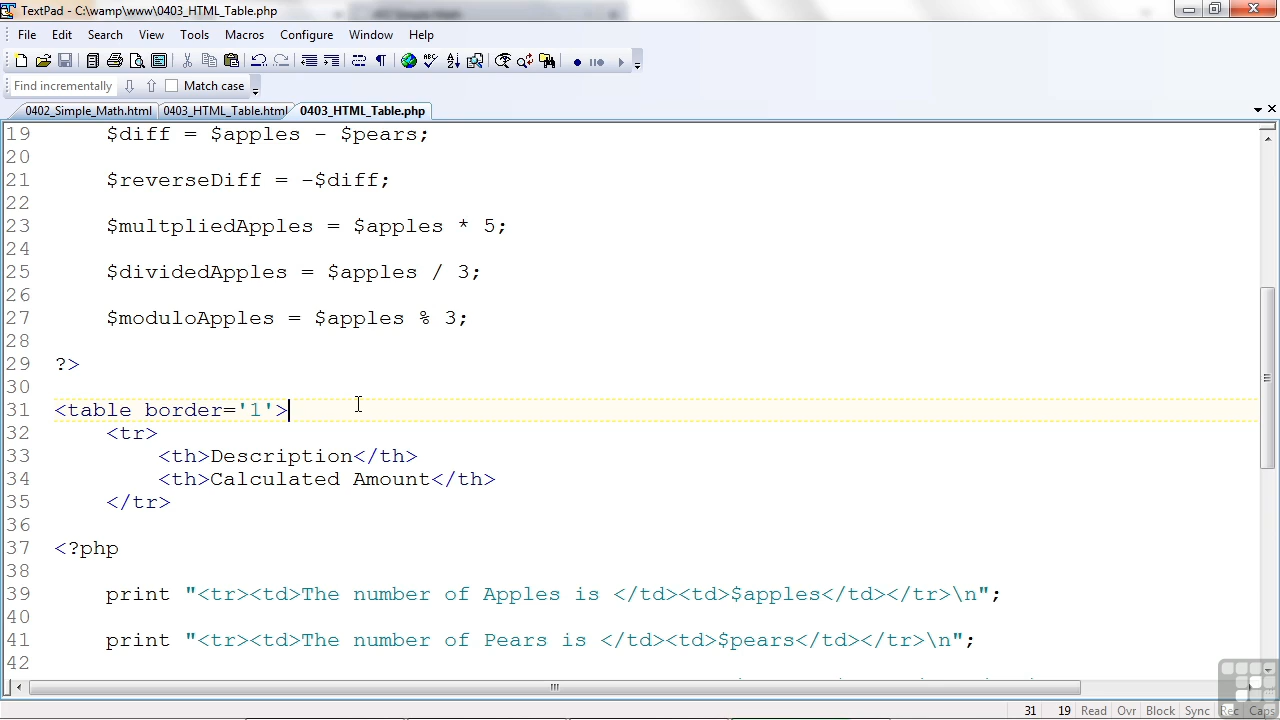 TextPad - C:\wamp\www\0403_HTML_Table.php
File Edit Search View Tools Macros Configure Window Help
Find incrementally Match case
0402_Simple_Math.html 0403_HTML_Table.html 0403_HTML_Table.php
19 $diff = $apples - $pears;
20
21 $reverseDiff = -$diff;
22
23 $multpliedApples = $apples * 5;
24
25 $dividedApples = $apples / 3;
26
27 $moduloApples = $apples % 3;
28
29 ?>
30
31 <table border='1'>
32 <tr>
33 <th>Description</th>
34 <th>Calculated Amount</th>
35 </tr>
36
37 <?php
38
39 print "<tr><td>The number of Apples is </td><td>$apples</td></tr>\n";
40
41 print "<tr><td>The number of Pears is </td><td>$pears</td></tr>\n";
42
31 19 Read Ovr Block Sync Rec Caps